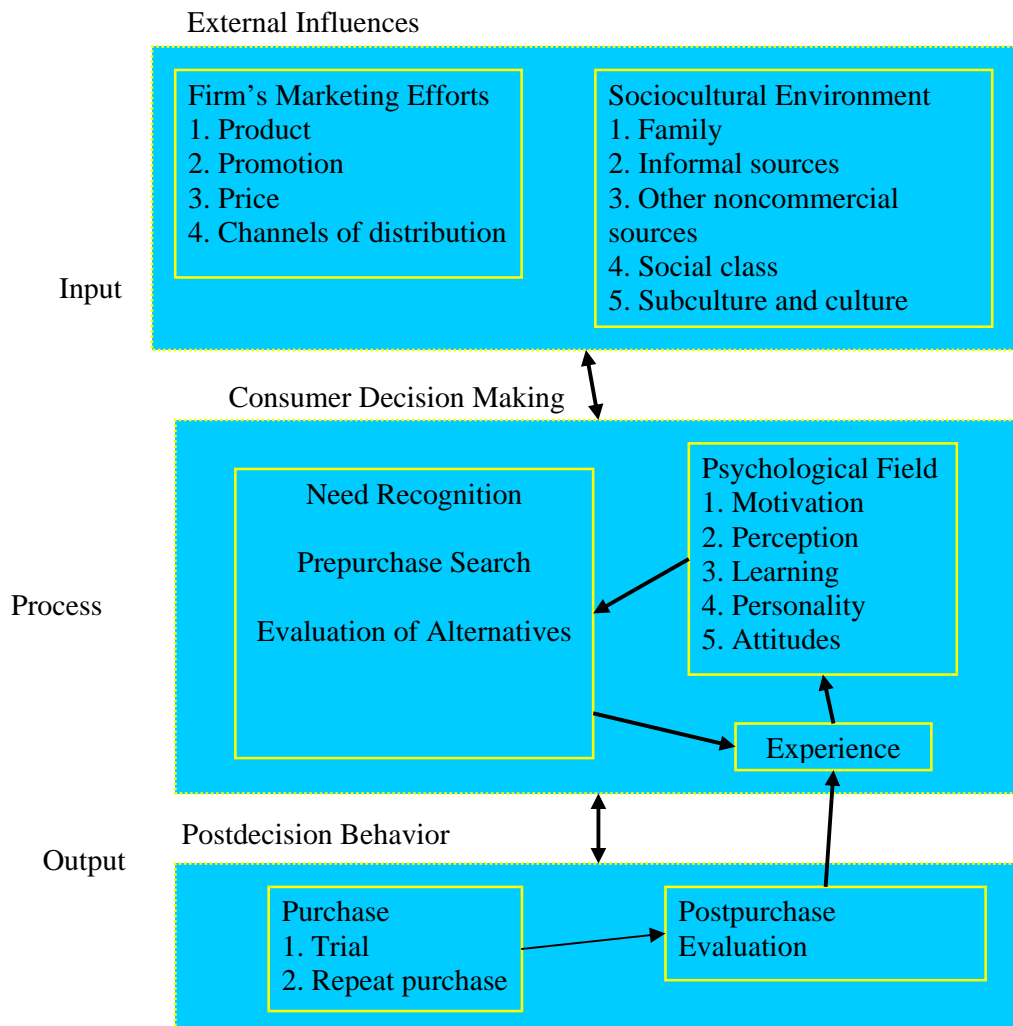 External Influences
Firm’s Marketing Efforts
1. Product
2. Promotion
3. Price
4. Channels of distribution
Sociocultural Environment
1. Family
2. Informal sources
3. Other noncommercial
sources
4. Social class
5. Subculture and culture
Input
Consumer Decision Making
Need Recognition
Prepurchase Search
Evaluation of Alternatives
Psychological Field
1. Motivation
2. Perception
3. Learning
4. Personality
5. Attitudes
Process
Experience
Postdecision Behavior
Output
Purchase
1. Trial
2. Repeat purchase
Postpurchase
Evaluation